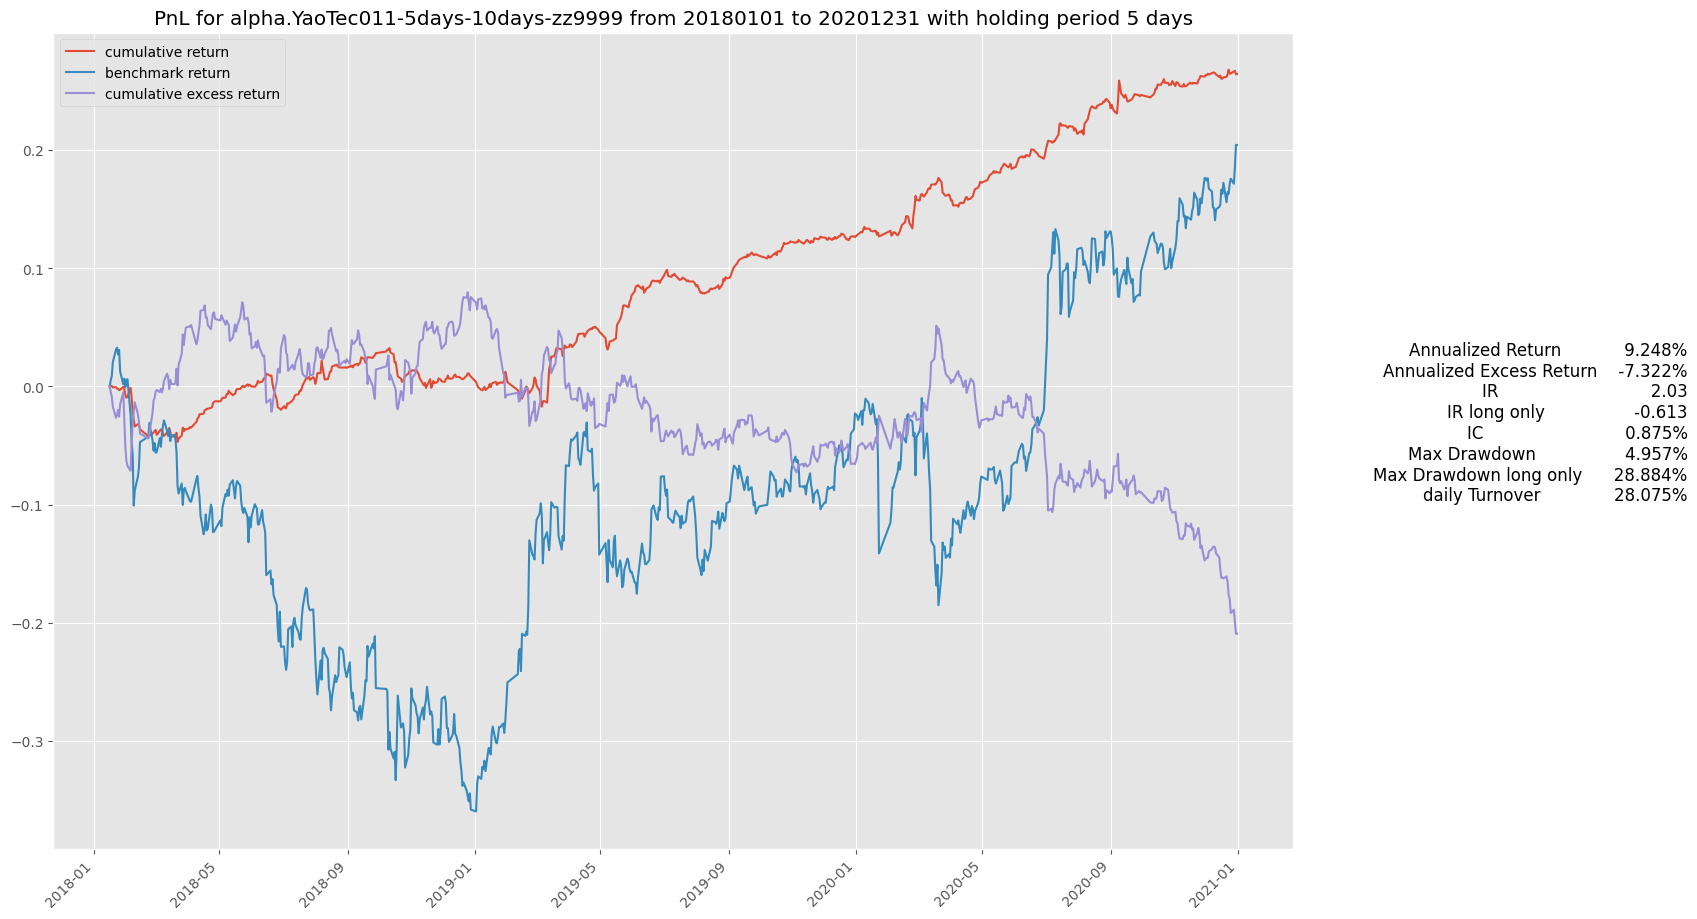 PnL for alpha.YaoTec011-5days-10days-zz9999 from 20180101 to 20201231 with holding period 5 days
cumulative return
benchmark return
cumulative excess return
0.2
0.1
0.0
−0.1
−0.2
−0.3
2018-01
2018-05
2018-09
2019-01
2019-05
2019-09
2020-01
2020-05
2020-09
2021-01
Annualized Return 9.248%
Annualized Excess Return -7.322%
IR 2.03
IR long only -0.613
IC 0.875%
Max Drawdown 4.957%
Max Drawdown long only 28.884%
daily Turnover 28.075%